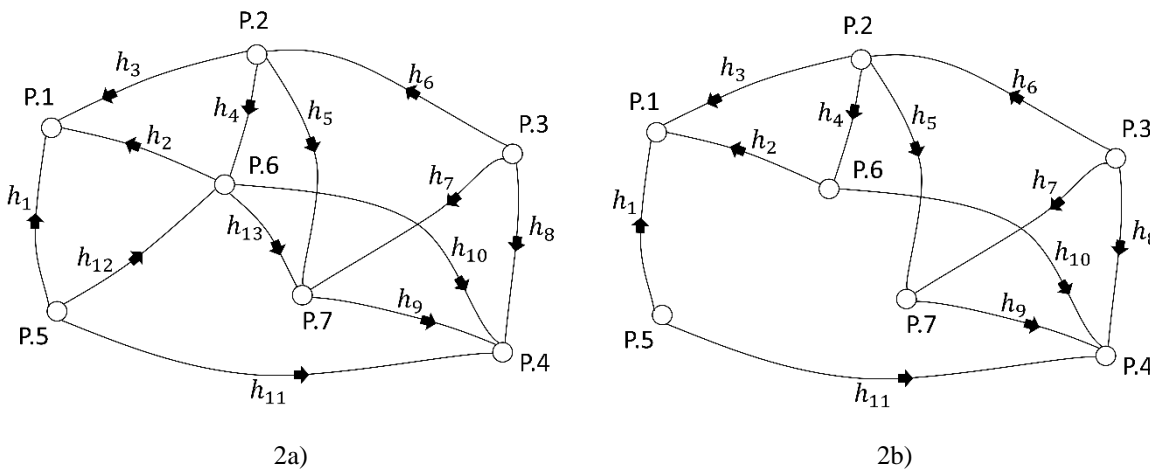 P.2
h₃
h₆
P.1
h₄
h₅
P.3
h₂
P.6
h₇
h₁
h₁₃
h₈
h₁₂
h₁₀
P.5
P.7
h₉
P.4
h₁₁
2a)
P.2
h₃
h₆
P.1
h₄
h₅
P.3
h₂
P.6
h₇
h₁
h₈
h₁₀
P.5
P.7
h₉
P.4
h₁₁
2b)